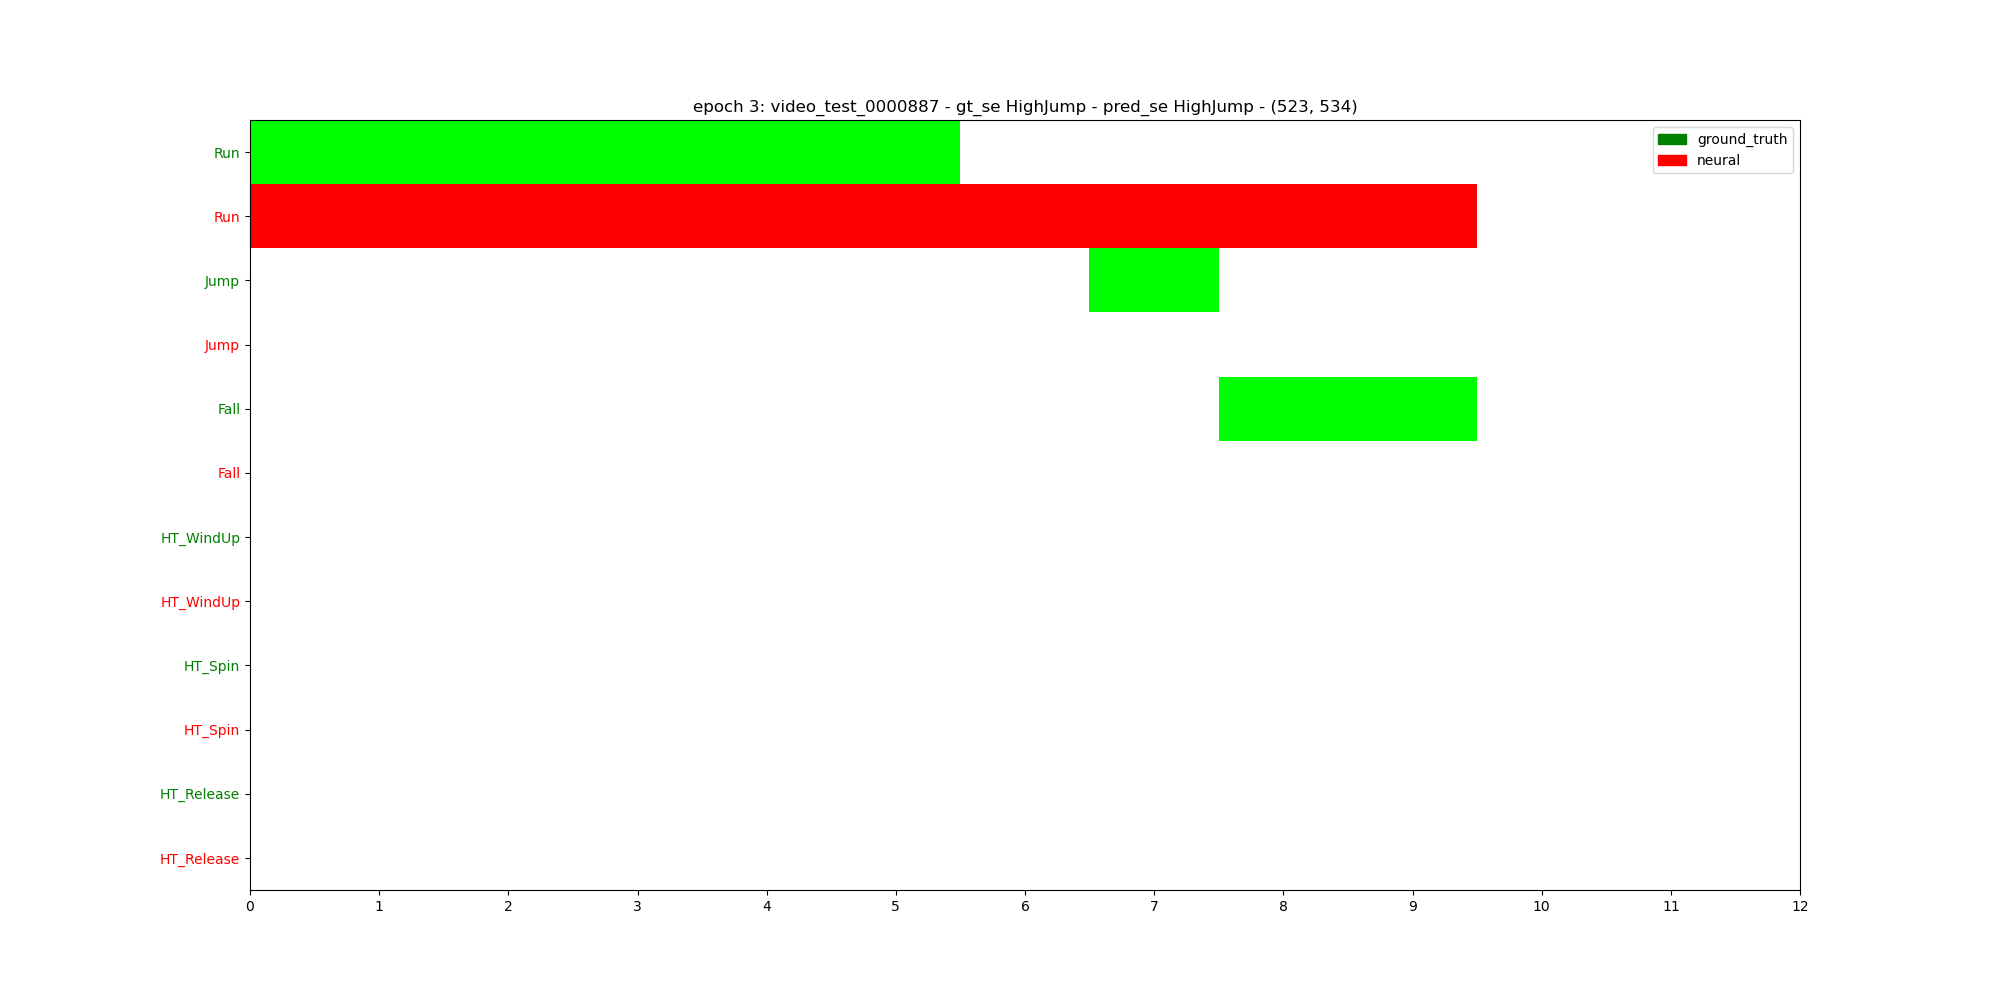 epoch 3: video_test_0000887 - gt_se HighJump - pred_se HighJump - (523, 534)
ground_truth
neural
Run
Run
Jump
Jump
Fall
Fall
HT_WindUp
HT_WindUp
HT_Spin
HT_Spin
HT_Release
HT_Release
0 1 2 3 4 5 6 7 8 9 10 11 12